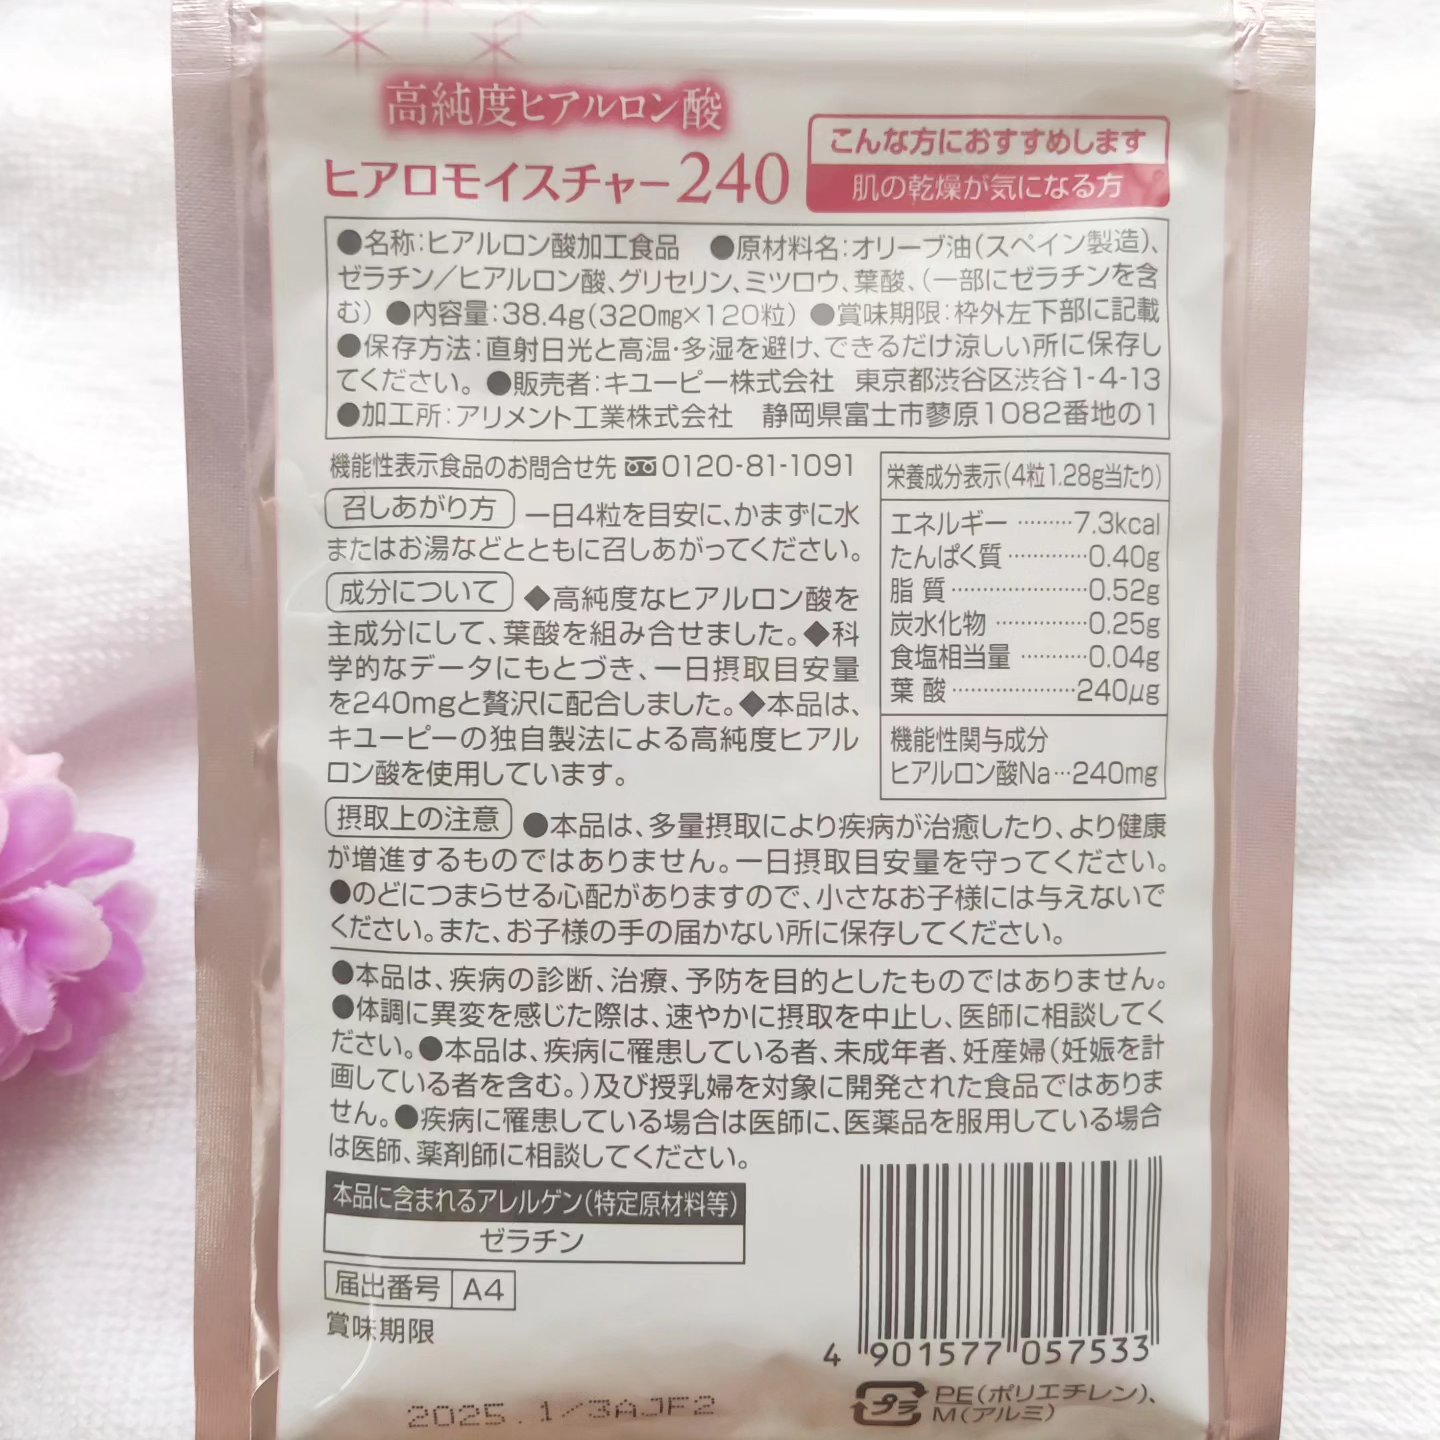 高純度ヒアルロン酸
ヒアロモイスチャー240
こんな方におすすめします
肌の乾燥が気になる方
●名称:ヒアルロン酸加工食品 ●原材料名:オリーブ油(スペイン製造)、
ゼラチン/ヒアルロン酸、グリセリン、ミツロウ、葉酸、(一部にゼラチンを含
む) ●内容量:38.4g(320mg×120粒) ●賞味期限:枠外左下部に記載
●保存方法:直射日光と高温・多湿を避け、できるだけ涼しい所に保存し
てください。 ●販売者:キユーピー株式会社 東京都渋谷区渋谷1-4-13
●加工所:アリメント工業株式会社 静岡県富士市蓼原1082番地の1
機能性表示食品のお問合せ先 0120-81-1091
召しあがり方 一日4粒を目安に、かまずに水
またはお湯などとともに召しあがってください。
成分について ◆高純度なヒアルロン酸を
主成分にして、葉酸を組み合せました。◆科
学的なデータにもとづき、一日摂取目安量
を240mgと贅沢に配合しました。◆本品は、
キユーピーの独自製法による高純度ヒアル
ロン酸を使用しています。
栄養成分表示(4粒1.28g当たり)
エネルギー………7.3kcal
たんぱく質…………0.40g
脂質…………………0.52g
炭水化物……………0.25g
食塩相当量…………0.04g
葉酸…………………240μg
機能性関与成分
ヒアルロン酸Na…240mg
摂取上の注意 ●本品は、多量摂取により疾病が治癒したり、より健康
が増進するものではありません。一日摂取目安量を守ってください。
●のどにつまらせる心配がありますので、小さなお子様には与えないで
ください。また、お子様の手の届かない所に保存してください。
●本品は、疾病の診断、治療、予防を目的としたものではありません。
●体調に異変を感じた際は、速やかに摂取を中止し、医師に相談してく
ださい。●本品は、疾病に罹患している者、未成年者、妊産婦(妊娠を計
画している者を含む。)及び授乳婦を対象に開発された食品ではありま
せん。●疾病に罹患している場合は医師に、医薬品を服用している場合
は医師、薬剤師に相談してください。
本品に含まれるアレルゲン(特定原材料等)
ゼラチン
届出番号 A4
賞味期限
2025.1/3AJF2
4 901577 057533
プラ PE(ポリエチレン)、
M(アルミ)